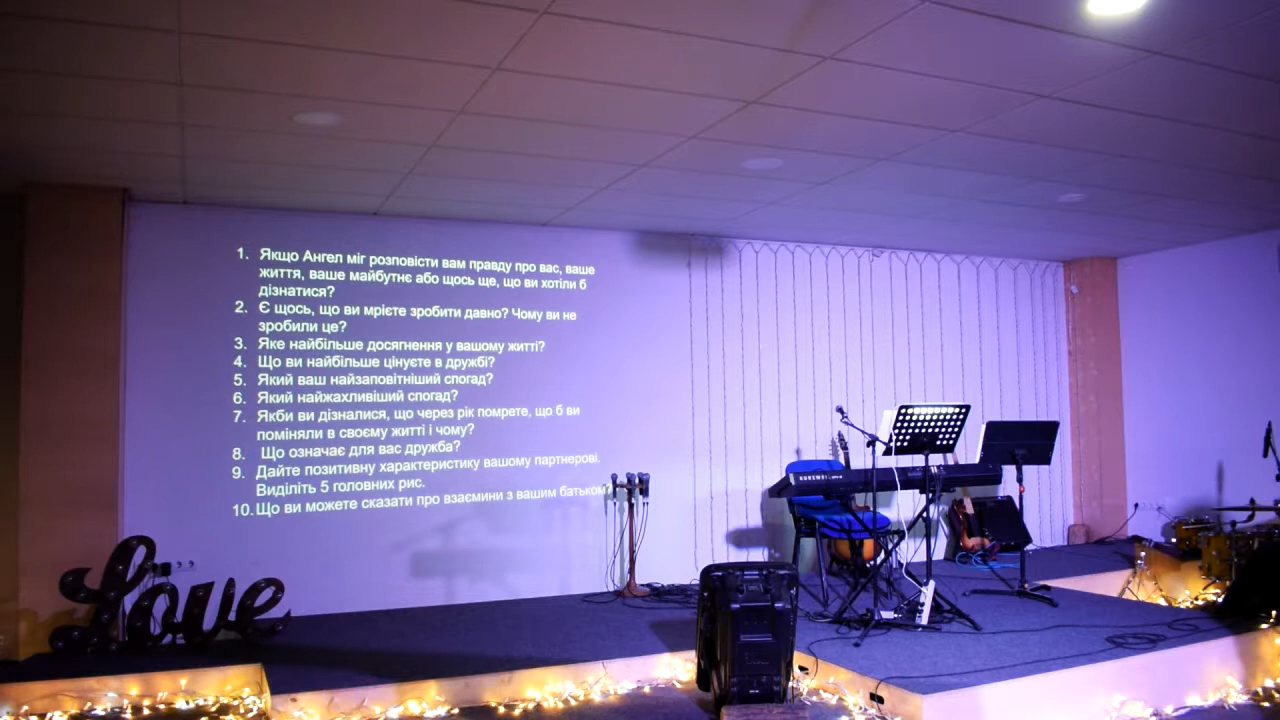 1. Якщо Ангел міг розповісти вам правду про вас, ваше
життя, ваше майбутнє або щось ще, що ви хотіли б
дізнатися?
2. Є щось, що ви мрієте зробити давно? Чому ви не
зробили це?
3. Яке найбільше досягнення у вашому житті?
4. Що ви найбільше цінуєте в дружбі?
5. Який ваш найзаповітніший спогад?
6. Який найжахливіший спогад?
7. Якби ви дізналися, що через рік помрете, що б ви
поміняли в своєму житті і чому?
8. Що означає для вас дружба?
9. Дайте позитивну характеристику вашому партнерові.
Виділіть 5 головних рис.
10. Що ви можете сказати про взаємини з вашим батьком?
Love
KURZWEIL